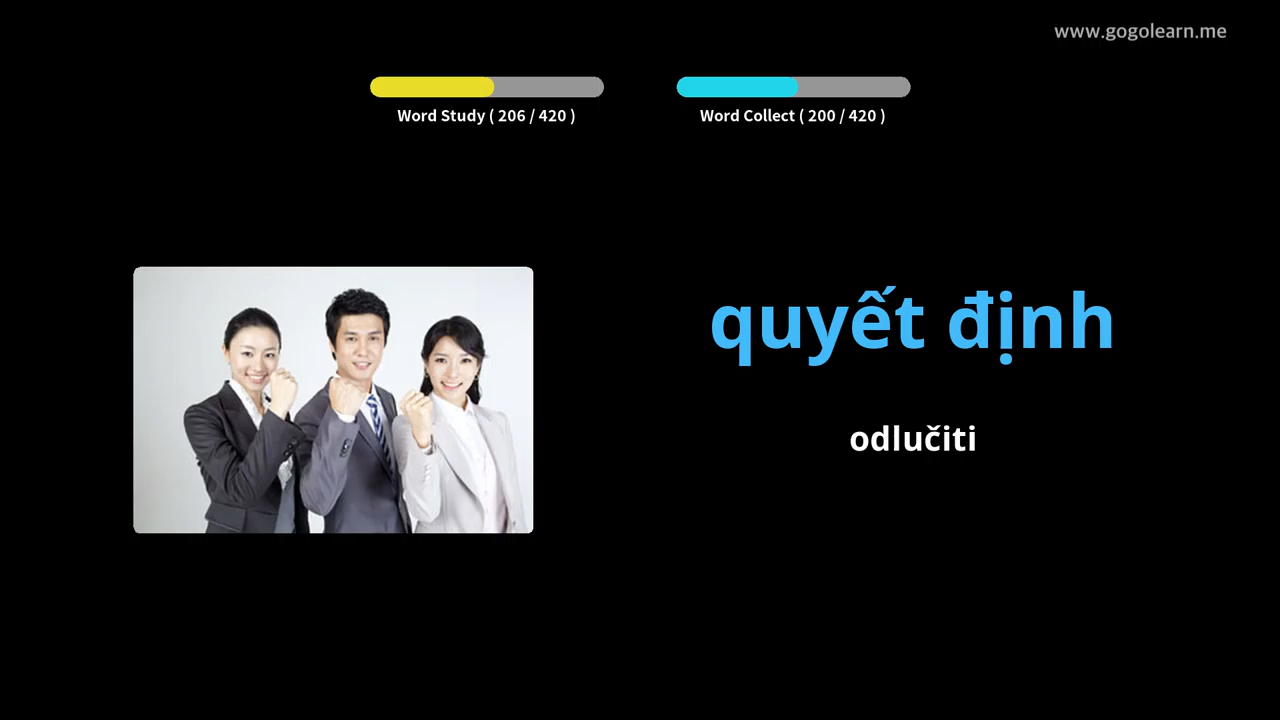 www.gogolearn.me
Word Study ( 206 / 420 )
Word Collect ( 200 / 420 )
quyết định
odlučiti